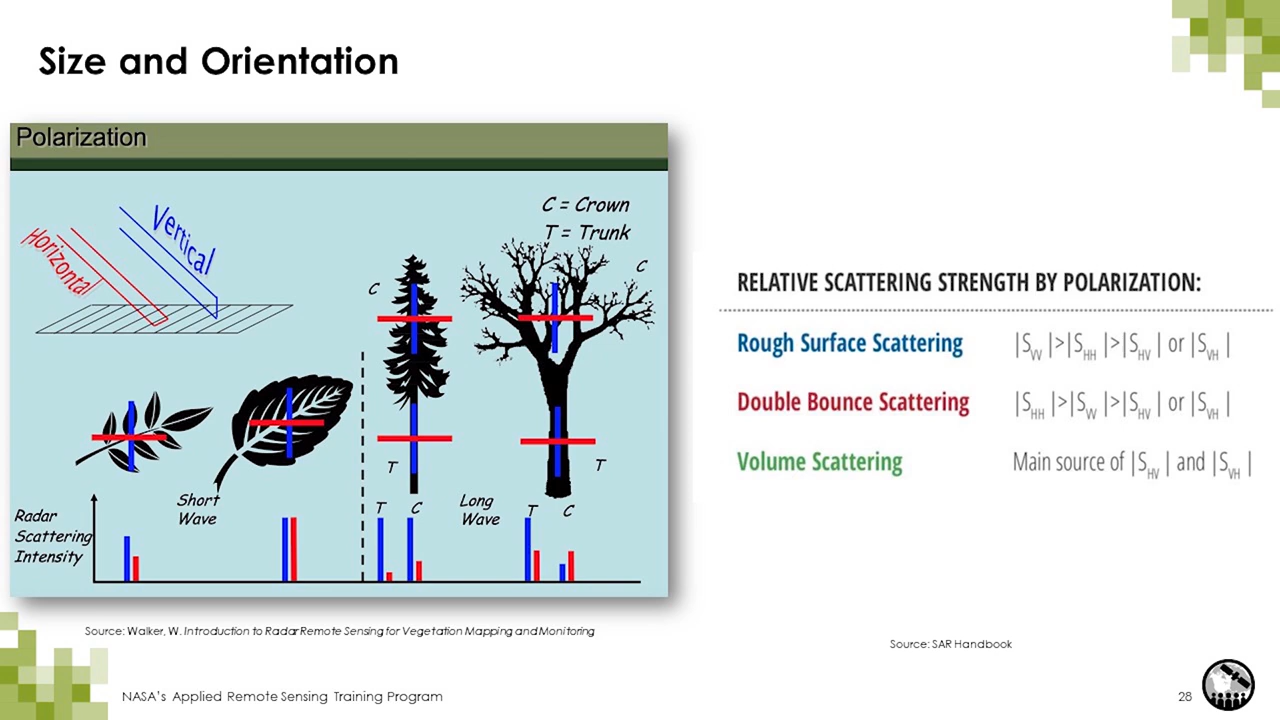 Size and Orientation
Polarization
Horizontal
Vertical
C = Crown
T = Trunk
C
C
T
T
Short
Wave
Long
Wave
T C
T C
Radar
Scattering
Intensity
Source: Walker, W. Introduction to Radar Remote Sensing for Vegetation Mapping and Monitoring
RELATIVE SCATTERING STRENGTH BY POLARIZATION:
Rough Surface Scattering |S_VV|>|S_HH|>|S_HV| or |S_VH|
Double Bounce Scattering |S_HH|>|S_VV|>|S_HV| or |S_VH|
Volume Scattering Main source of |S_HV| and |S_VH|
Source: SAR Handbook
NASA's Applied Remote Sensing Training Program
28